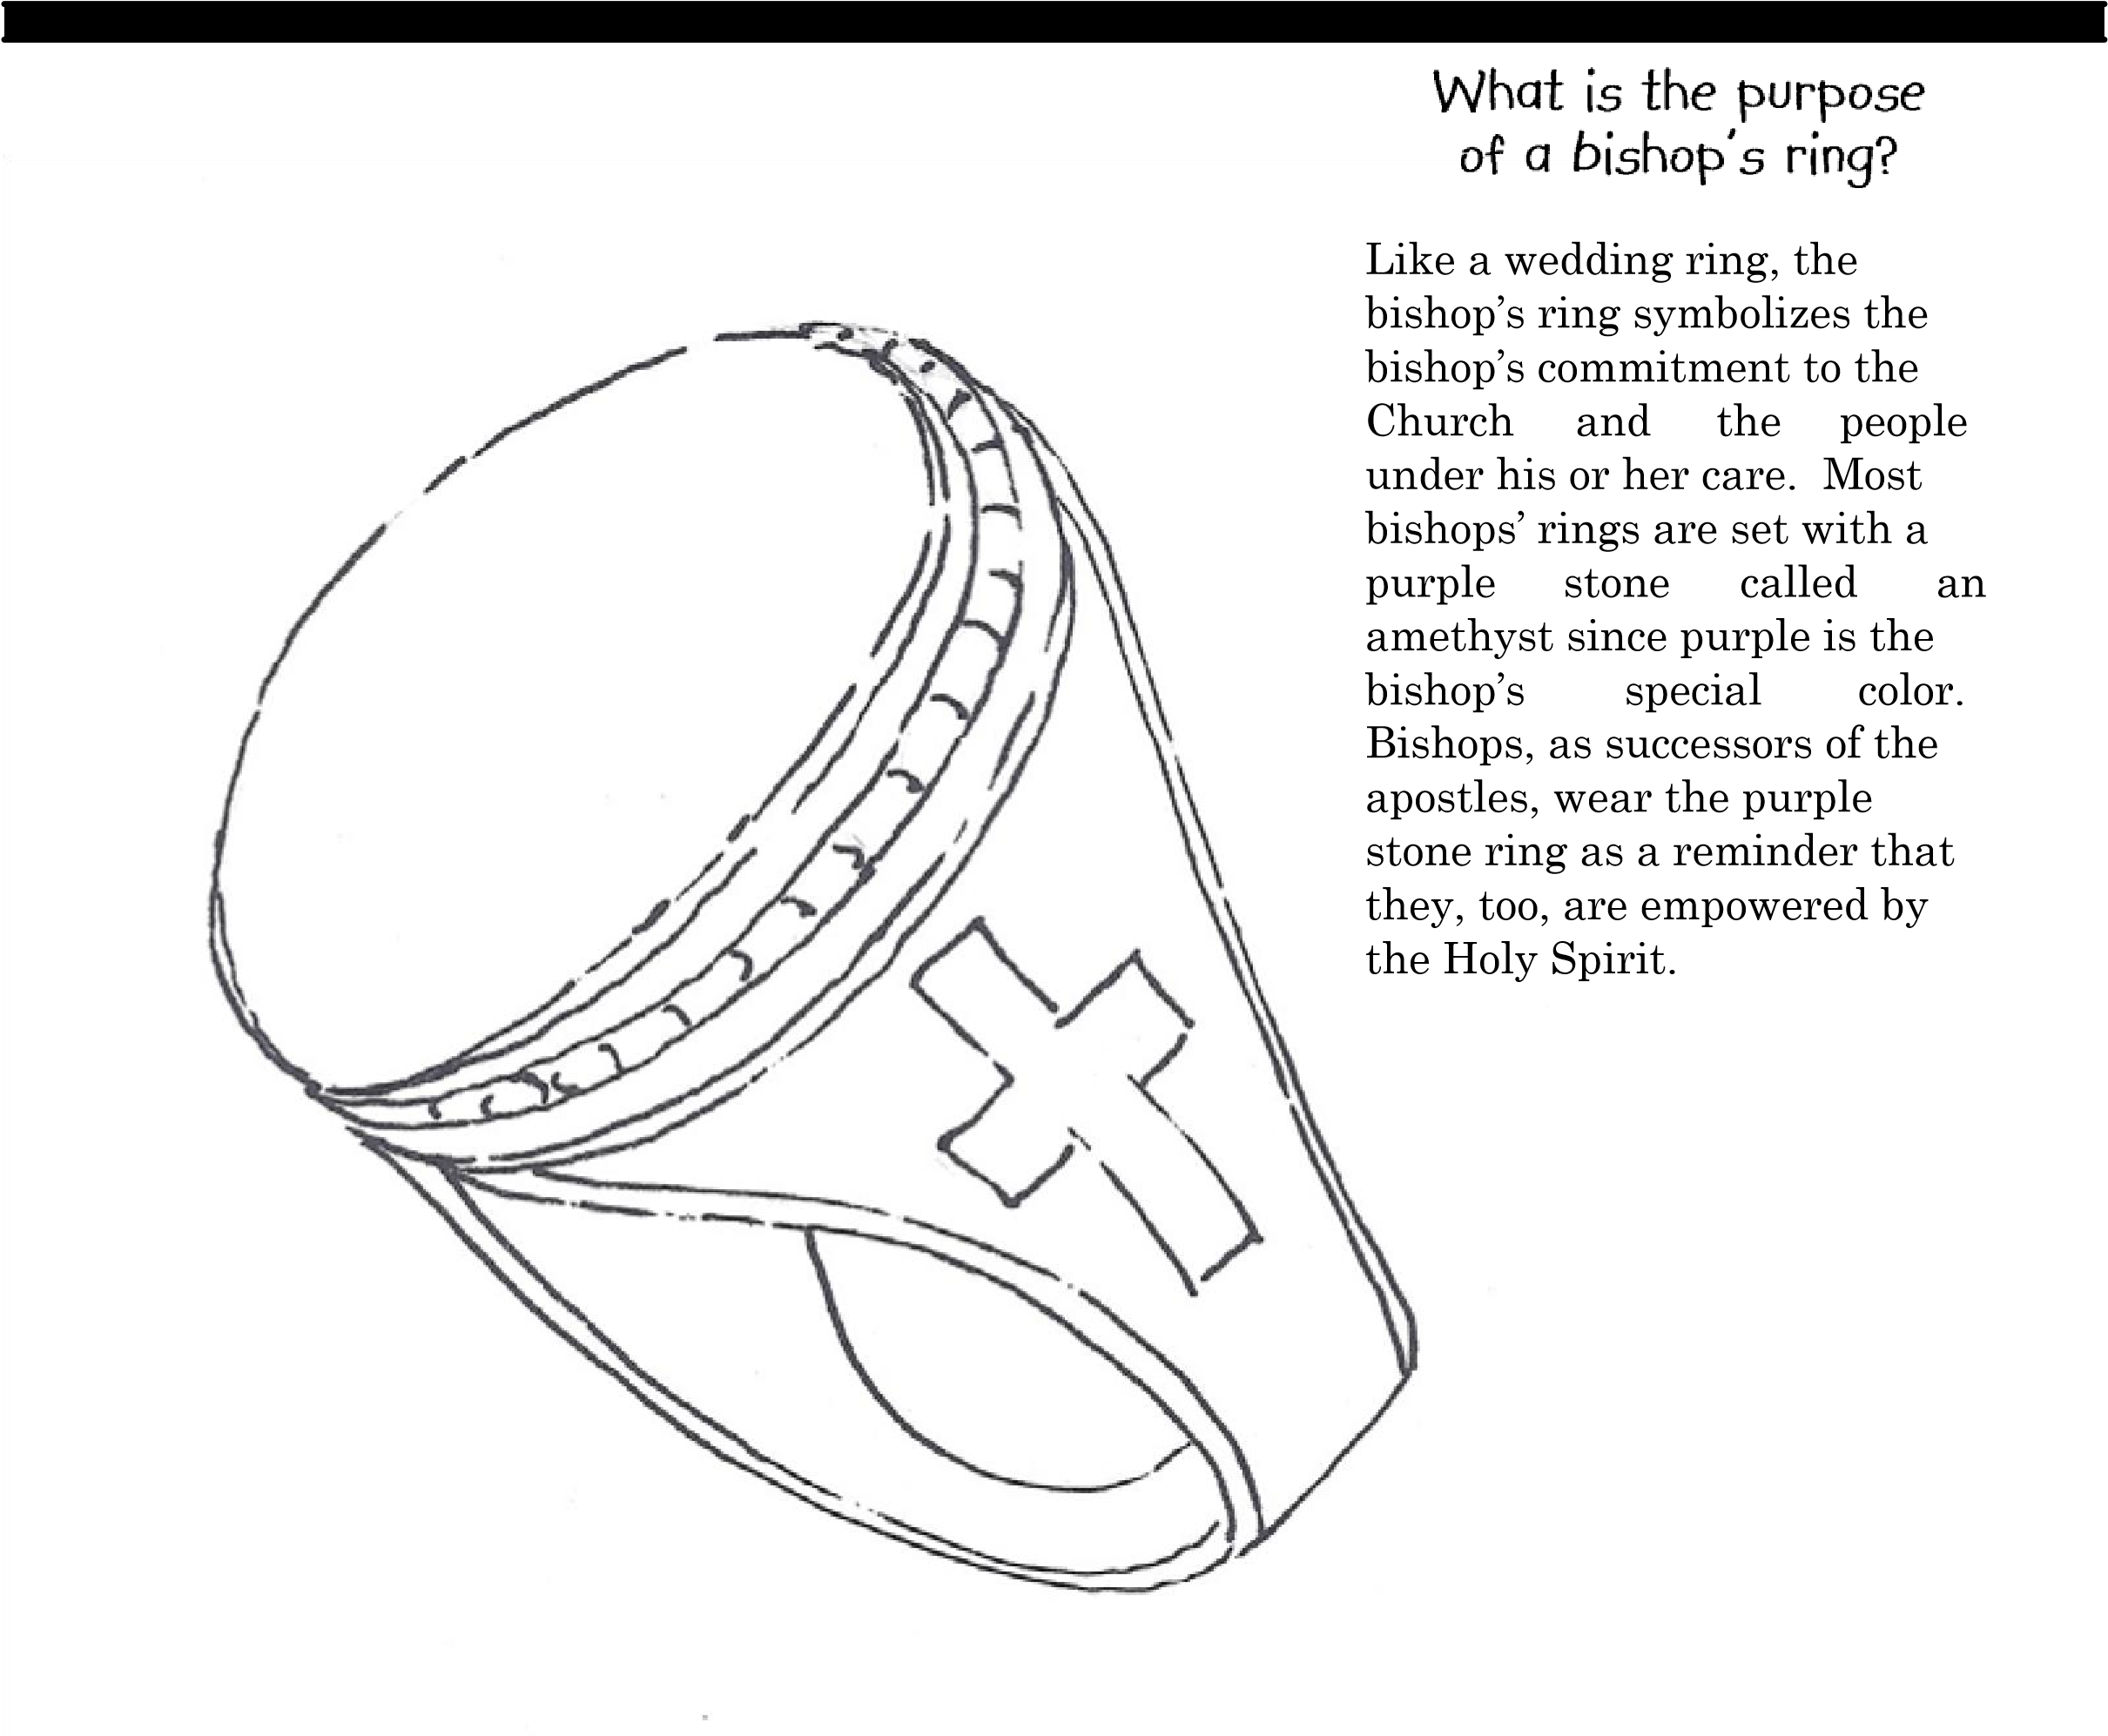 What is the purpose
of a bishop's ring?
Like a wedding ring, the
bishop’s ring symbolizes the
bishop’s commitment to the
Church and the people
under his or her care.  Most
bishops’ rings are set with a
purple stone called an
amethyst since purple is the
bishop’s special color.
Bishops, as successors of the
apostles, wear the purple
stone ring as a reminder that
they, too, are empowered by
the Holy Spirit.